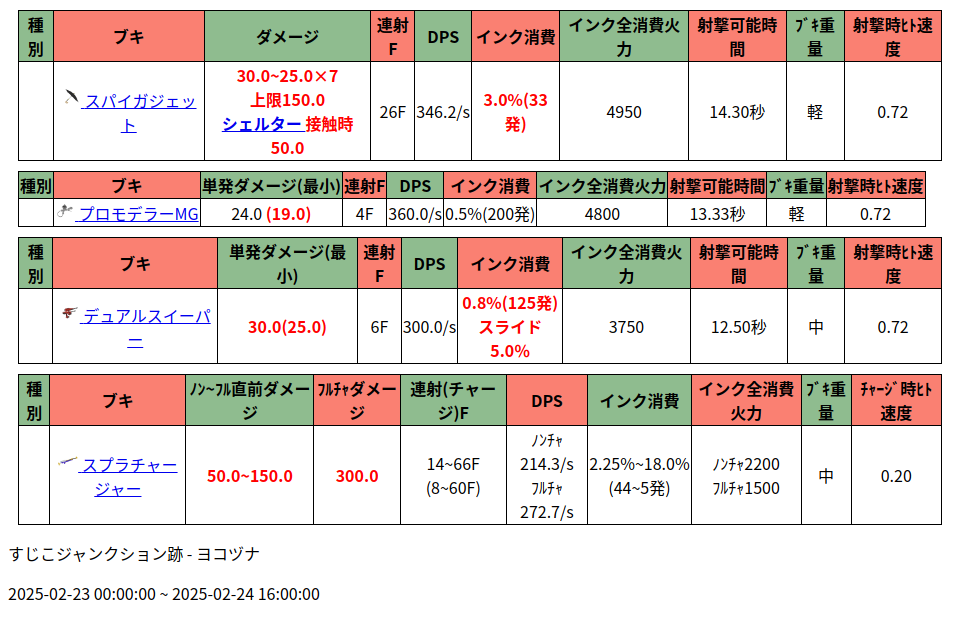 種別 ブキ ダメージ 連射F DPS インク消費 インク全消費火力 射撃可能時間 ﾌﾞｷ重量 射撃時ﾋﾄ速度
スパイガジェット 30.0~25.0×7 上限150.0 シェルター 接触時 50.0 26F 346.2/s 3.0%(33発) 4950 14.30秒 軽 0.72
種別 ブキ 単発ダメージ(最小) 連射F DPS インク消費 インク全消費火力 射撃可能時間 ﾌﾞｷ重量 射撃時ﾋﾄ速度
プロモデラーMG 24.0 (19.0) 4F 360.0/s 0.5%(200発) 4800 13.33秒 軽 0.72
種別 ブキ 単発ダメージ(最小) 連射F DPS インク消費 インク全消費火力 射撃可能時間 ﾌﾞｷ重量 射撃時ﾋﾄ速度
デュアルスイーパー 30.0(25.0) 6F 300.0/s 0.8%(125発) スライド 5.0% 3750 12.50秒 中 0.72
種別 ブキ ﾉﾝ~ﾌﾙ直前ダメージ ﾌﾙﾁｬダメージ 連射(チャージ)F DPS インク消費 インク全消費火力 ﾌﾞｷ重量 ﾁｬｰｼﾞ時ﾋﾄ速度
スプラチャージャー 50.0~150.0 300.0 14~66F (8~60F) ﾉﾝﾁｬ 214.3/s ﾌﾙﾁｬ 272.7/s 2.25%~18.0% (44~5発) ﾉﾝﾁｬ2200 ﾌﾙﾁｬ1500 中 0.20
すじこジャンクション跡 - ヨコヅナ
2025-02-23 00:00:00 ~ 2025-02-24 16:00:00